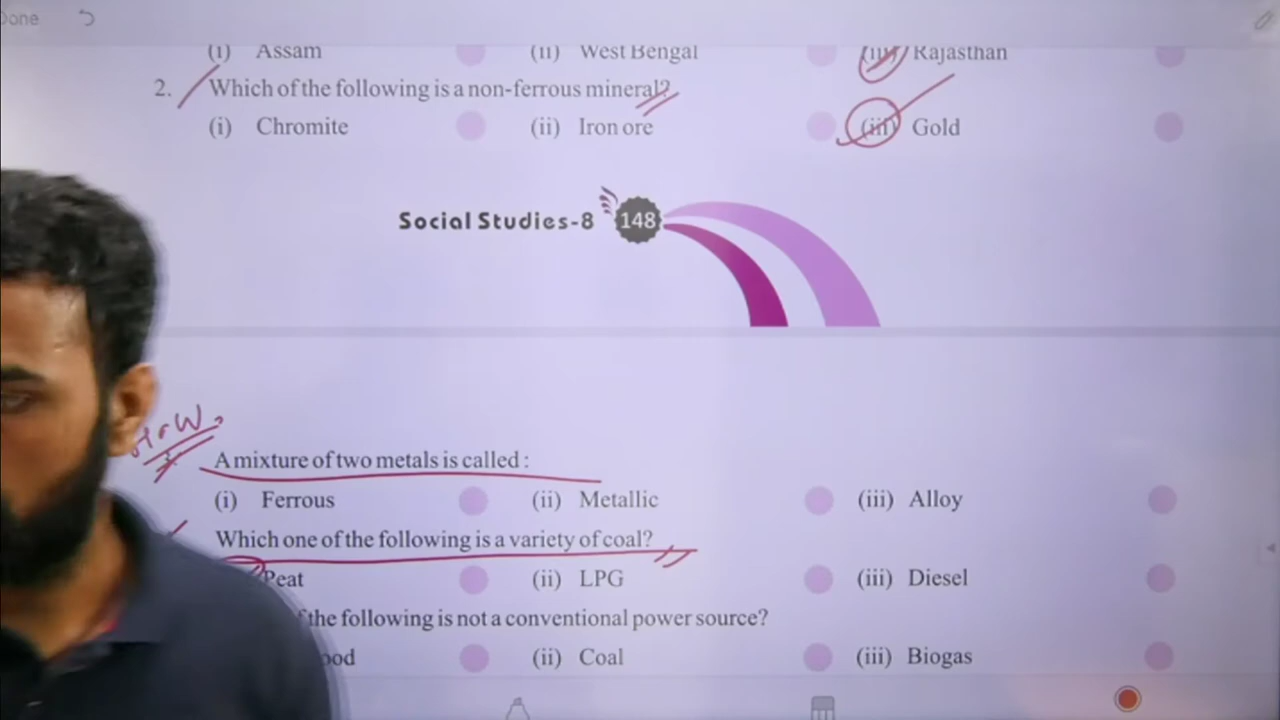 Done
(i) Assam (ii) West Bengal (iii) Rajasthan
2. Which of the following is a non-ferrous mineral?
(i) Chromite (ii) Iron ore (iii) Gold
Social Studies-8 148
H.W
A mixture of two metals is called :
(i) Ferrous (ii) Metallic (iii) Alloy
Which one of the following is a variety of coal?
Peat (ii) LPG (iii) Diesel
the following is not a conventional power source?
(ii) Coal (iii) Biogas